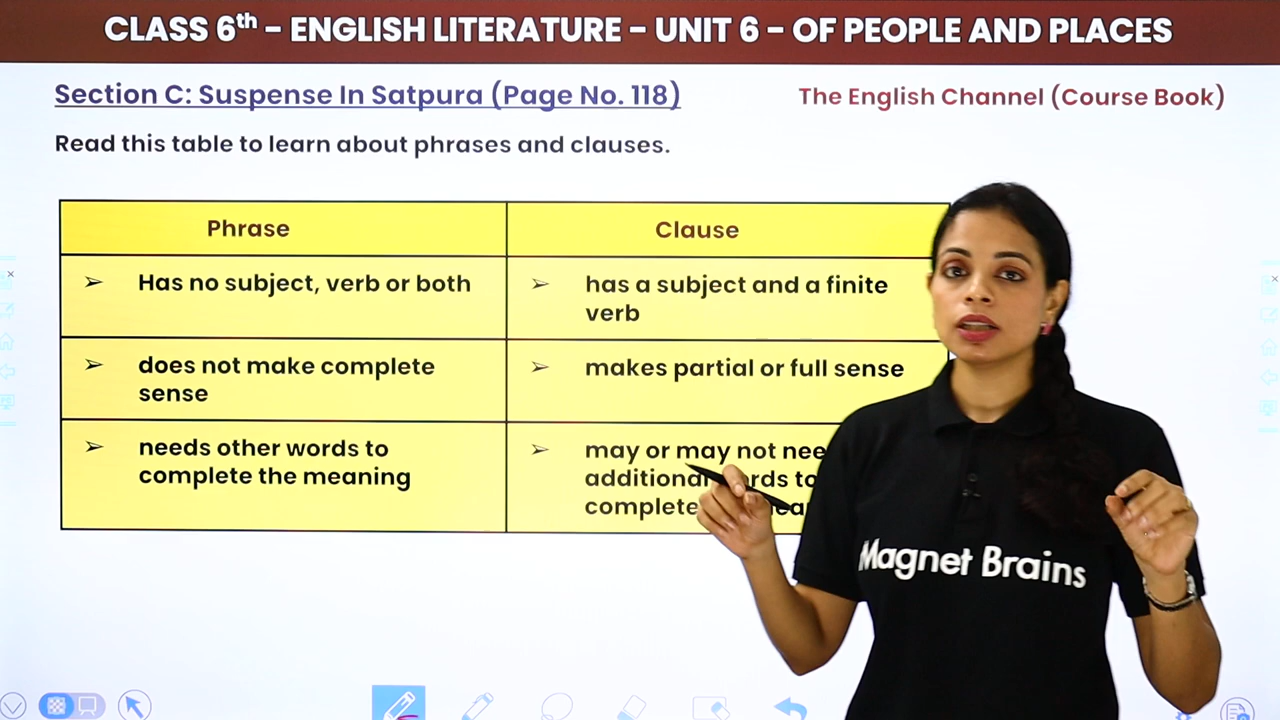 CLASS 6th – ENGLISH LITERATURE – UNIT 6 – OF PEOPLE AND PLACES
Section C: Suspense In Satpura (Page No. 118)
The English Channel (Course Book)
Read this table to learn about phrases and clauses.
Phrase
Clause
➢ Has no subject, verb or both
➢ has a subject and a finite
verb
➢ does not make complete
sense
➢ makes partial or full sense
➢ needs other words to
complete the meaning
➢ may or may not
additional to
complete
Magnet Brains